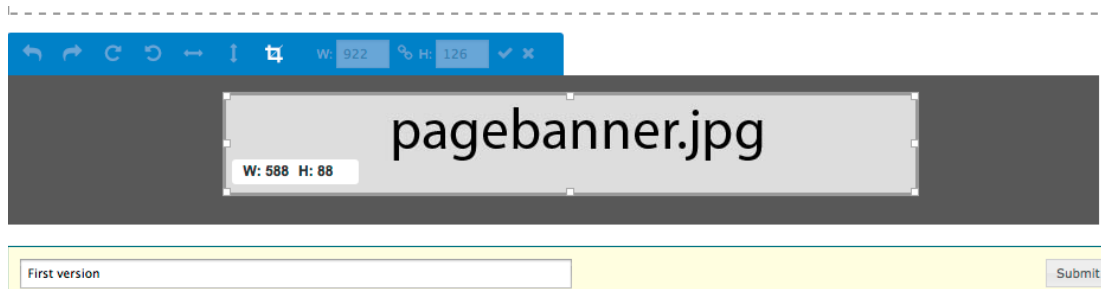 W: 922 H: 126
pagebanner.jpg
W: 588 H: 88
First version
Submit